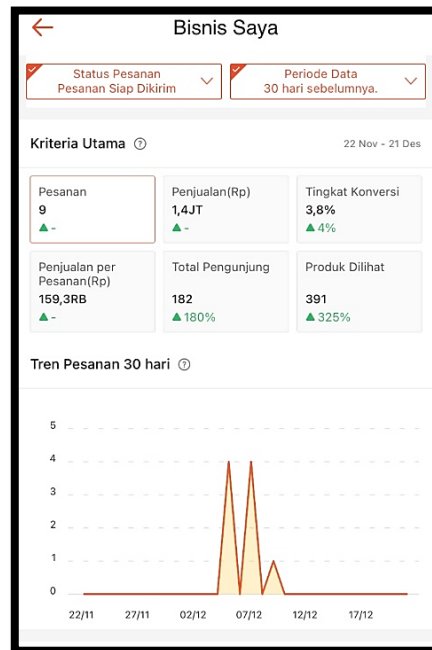 Bisnis Saya
Status Pesanan
Pesanan Siap Dikirim
Periode Data
30 hari sebelumnya.
Kriteria Utama
22 Nov - 21 Des
Pesanan
9
-
Penjualan(Rp)
1,4JT
-
Tingkat Konversi
3,8%
4%
Penjualan per
Pesanan(Rp)
159,3RB
-
Total Pengunjung
182
180%
Produk Dilihat
391
325%
Tren Pesanan 30 hari
5
4
3
2
1
0
22/11 27/11 02/12 07/12 12/12 17/12